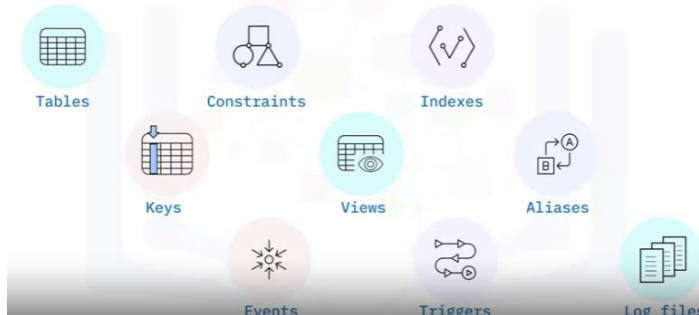 Tables
Constraints
Indexes
Keys
Views
Aliases
A
B
Events
Triggers
Log files